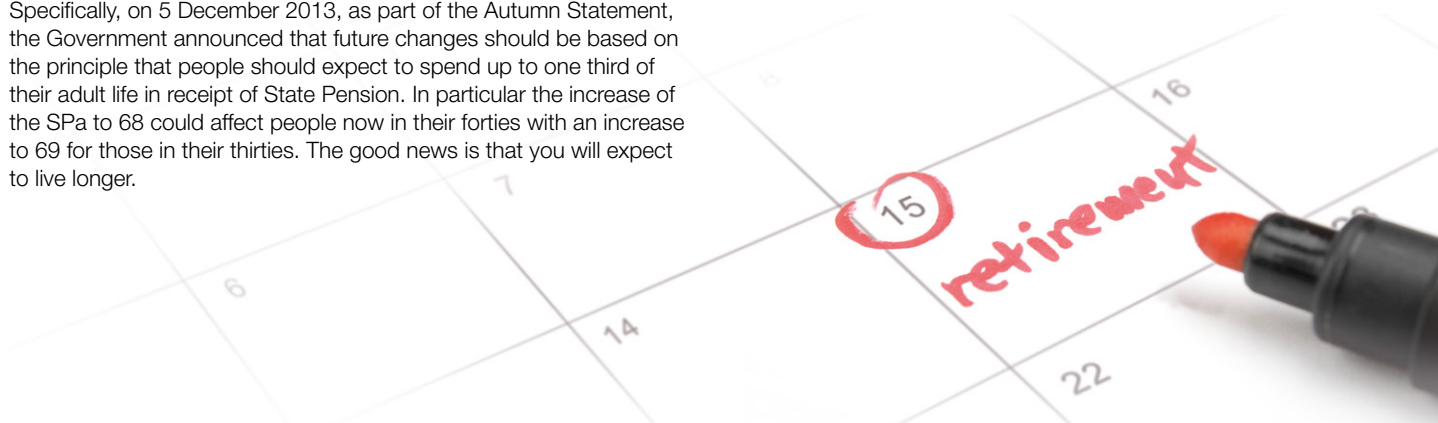 Specifically, on 5 December 2013, as part of the Autumn Statement,
the Government announced that future changes should be based on
the principle that people should expect to spend up to one third of
their adult life in receipt of State Pension. In particular the increase of
the SPa to 68 could affect people now in their forties with an increase
to 69 for those in their thirties. The good news is that you will expect
to live longer.
8
16
7
15
retirement
6
14
22